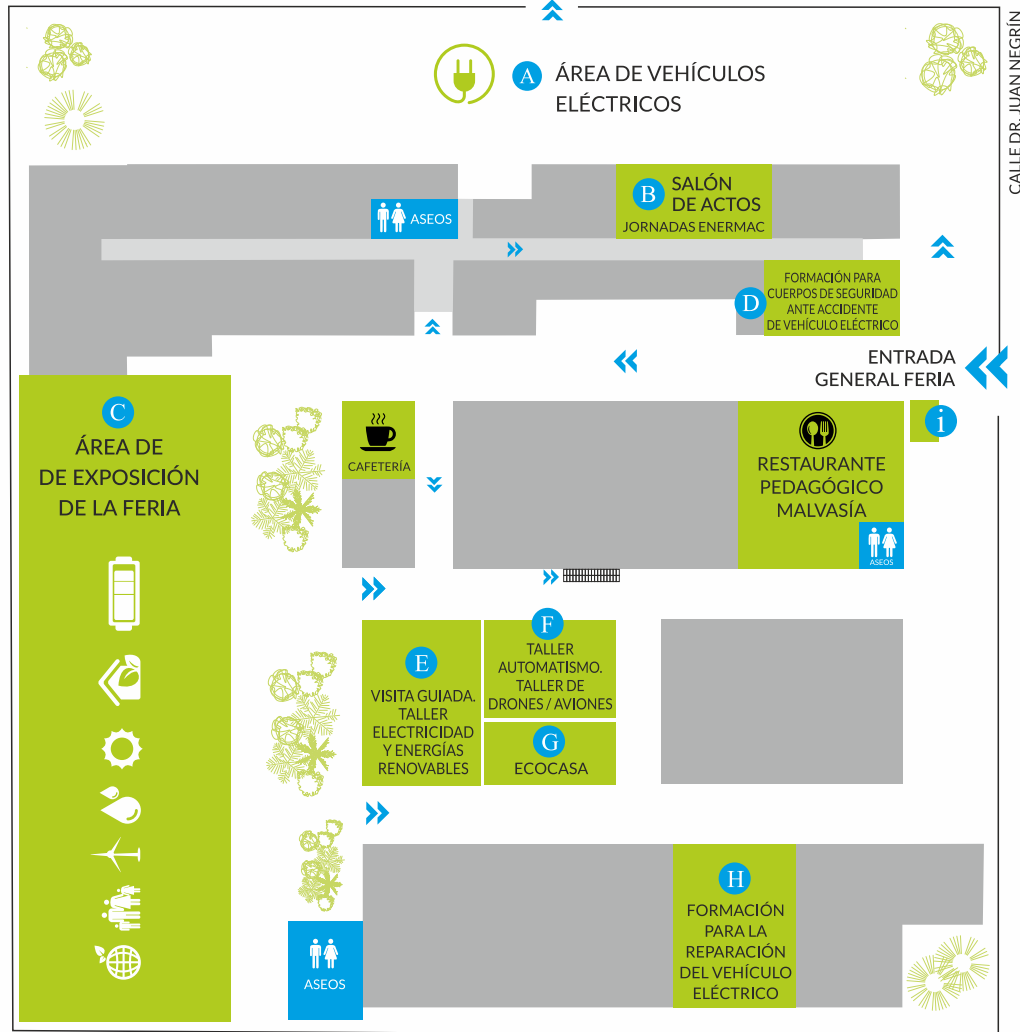 CALLE DR. JUAN NEGRÍN
A
ÁREA DE VEHÍCULOS
ELÉCTRICOS
B
SALÓN
DE ACTOS
JORNADAS ENERMAC
ASEOS
D
FORMACIÓN PARA
CUERPOS DE SEGURIDAD
ANTE ACCIDENTE
DE VEHÍCULO ELÉCTRICO
ENTRADA
GENERAL FERIA
i
C
ÁREA DE
DE EXPOSICIÓN
DE LA FERIA
CAFETERÍA
RESTAURANTE
PEDAGÓGICO
MALVASÍA
ASEOS
E
VISITA GUIADA.
TALLER
ELECTRICIDAD
Y ENERGÍAS
RENOVABLES
F
TALLER
AUTOMATISMO.
TALLER DE
DRONES / AVIONES
G
ECOCASA
H
FORMACIÓN
PARA LA
REPARACIÓN
DEL VEHÍCULO
ELÉCTRICO
ASEOS